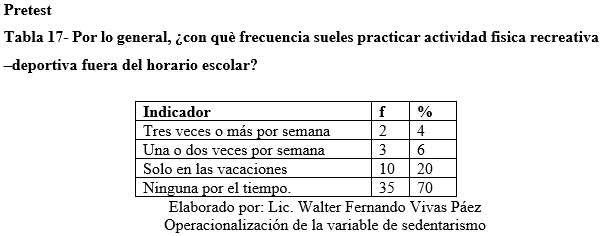 Pretest
Tabla 17- Por lo general, ¿con què frecuencia sueles practicar actividad fisica recreativa
–deportiva fuera del horario escolar?
Indicador f %
Tres veces o más por semana 2 4
Una o dos veces por semana 3 6
Solo en las vacaciones 10 20
Ninguna por el tiempo. 35 70
Elaborado por: Lic. Walter Fernando Vivas Páez
Operacionalización de la variable de sedentarismo